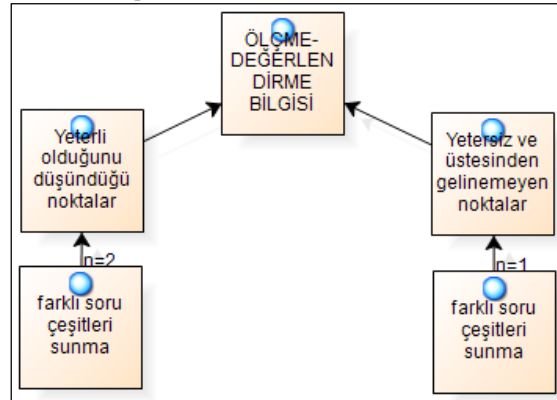 ÖLÇME-
DEĞERLEN
DİRME
BİLGİSİ
Yeterli
olduğunu
düşündüğü
noktalar
Yetersiz ve
üstesinden
gelinemeyen
noktalar
n=2
n=1
farklı soru
çeşitleri
sunma
farklı soru
çeşitleri
sunma